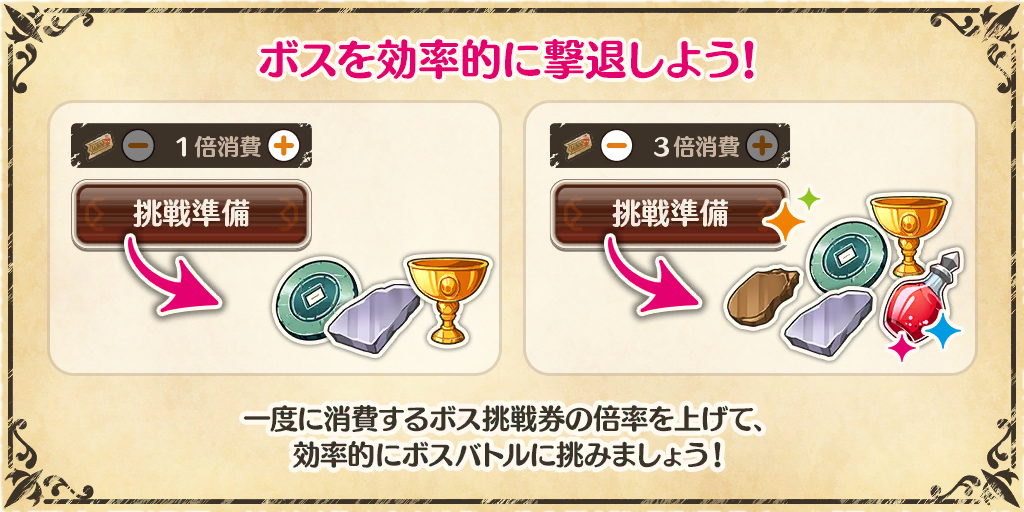 ボスを効率的に撃退しよう!
1倍消費
挑戦準備
3倍消費
挑戦準備
一度に消費するボス挑戦券の倍率を上げて、
効率的にボスバトルに挑みましょう!